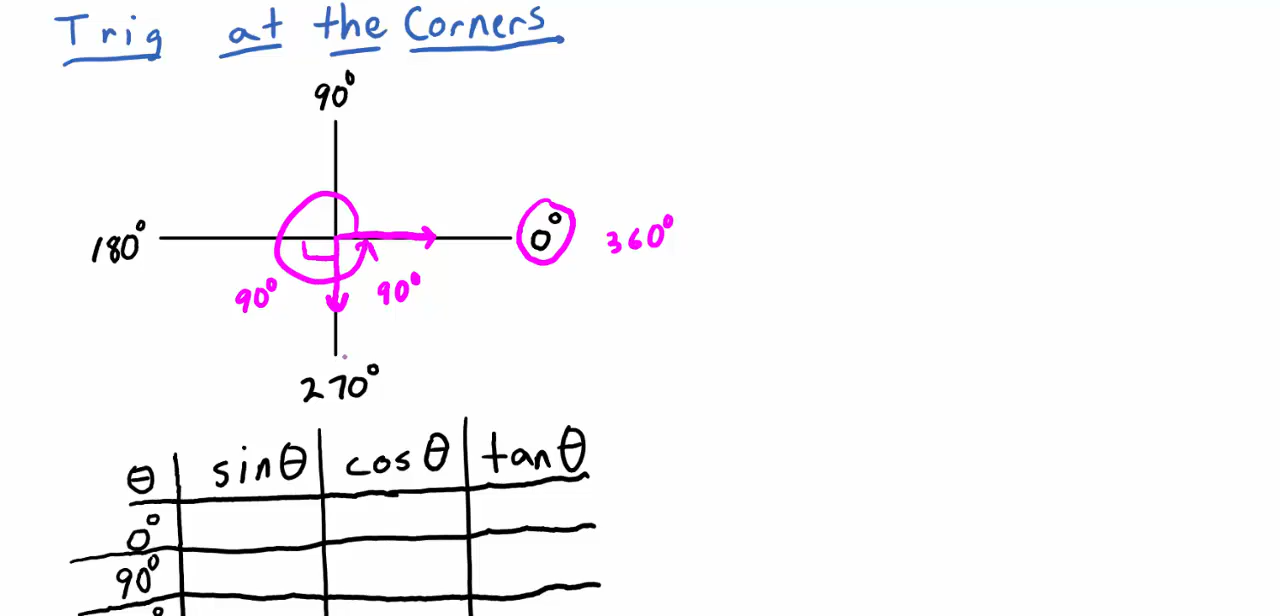 Trig at the Corners
90°
180° 0° 360°
90° 90°
270°
θ sinθ cosθ tanθ
0°
90°